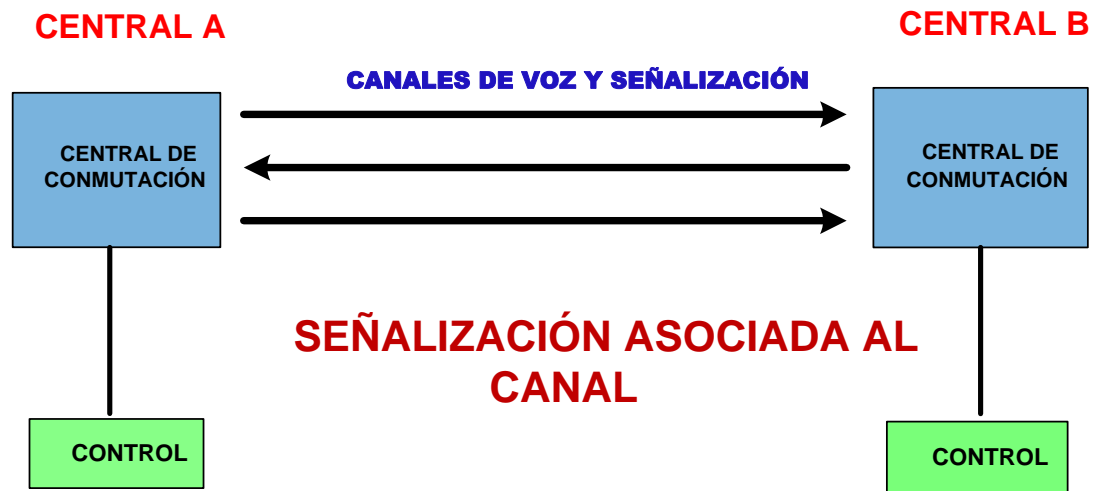 CENTRAL A
CENTRAL B
CANALES DE VOZ Y SEÑALIZACIÓN
CENTRAL DE
CONMUTACIÓN
CENTRAL DE
CONMUTACIÓN
SEÑALIZACIÓN ASOCIADA AL
CANAL
CONTROL
CONTROL